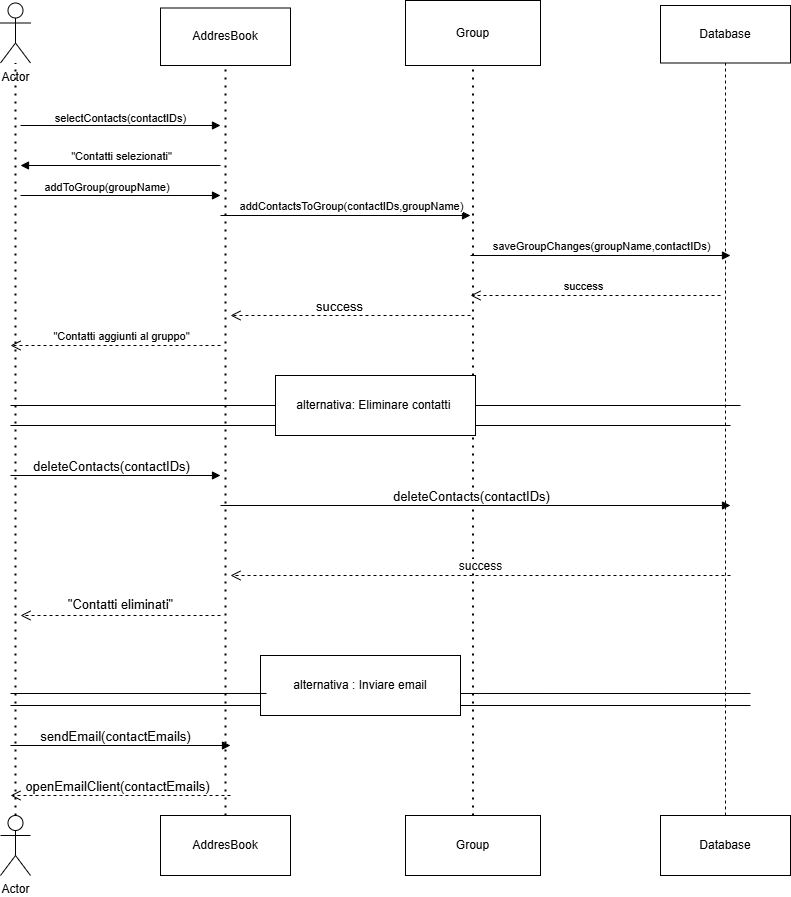 AddresBook
Group
Database
Actor
selectContacts(contactIDs)
"Contatti selezionati"
addToGroup(groupName)
addContactsToGroup(contactIDs,groupName)
saveGroupChanges(groupName,contactIDs)
success
success
"Contatti aggiunti al gruppo"
alternativa: Eliminare contatti
deleteContacts(contactIDs)
deleteContacts(contactIDs)
success
"Contatti eliminati"
alternativa : Inviare email
sendEmail(contactEmails)
openEmailClient(contactEmails)
AddresBook
Group
Database
Actor